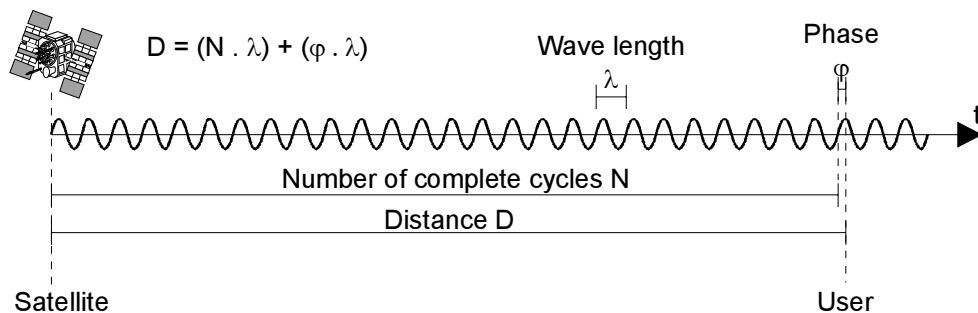 D = (N . λ) + (φ . λ)
Wave length
λ
Phase
φ
t
Number of complete cycles N
Distance D
Satellite
User